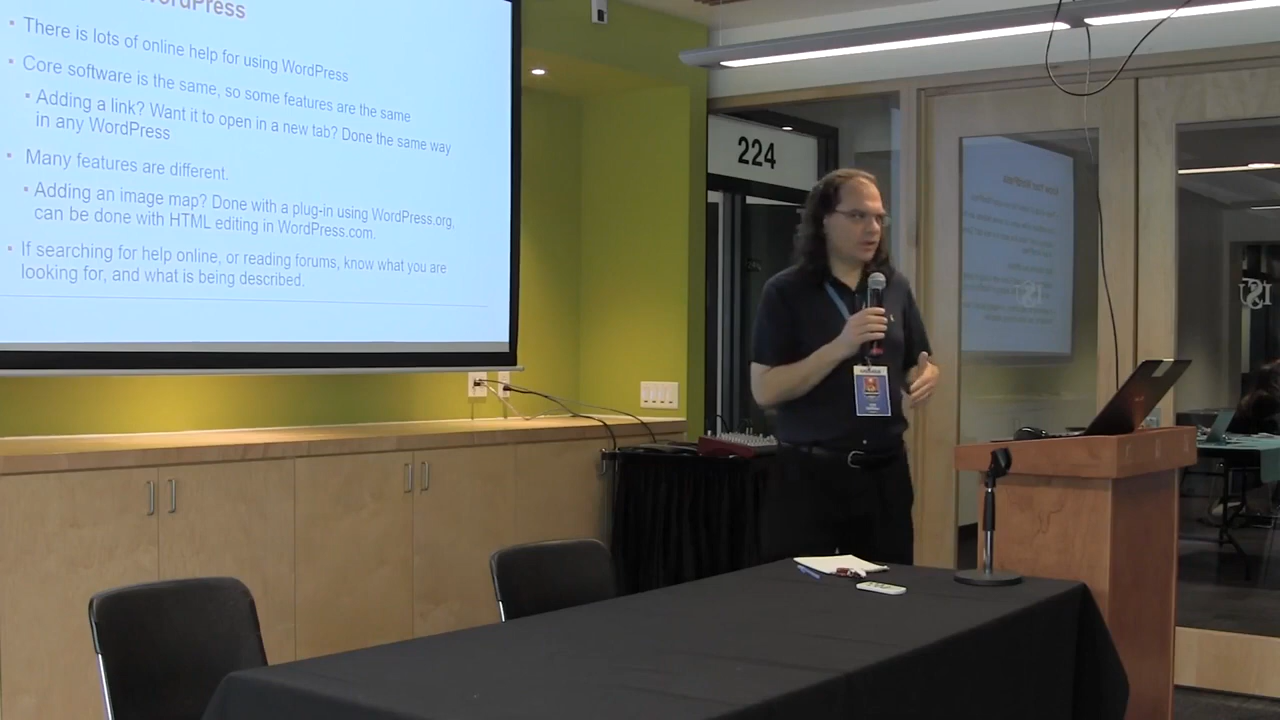 WordPress
There is lots of online help for using WordPress
Core software is the same, so some features are the same
Adding a link? Want it to open in a new tab? Done the same way
in any WordPress
Many features are different.
Adding an image map? Done with a plug-in using WordPress.org,
can be done with HTML editing in WordPress.com.
If searching for help online, or reading forums, know what you are
looking for, and what is being described.
224